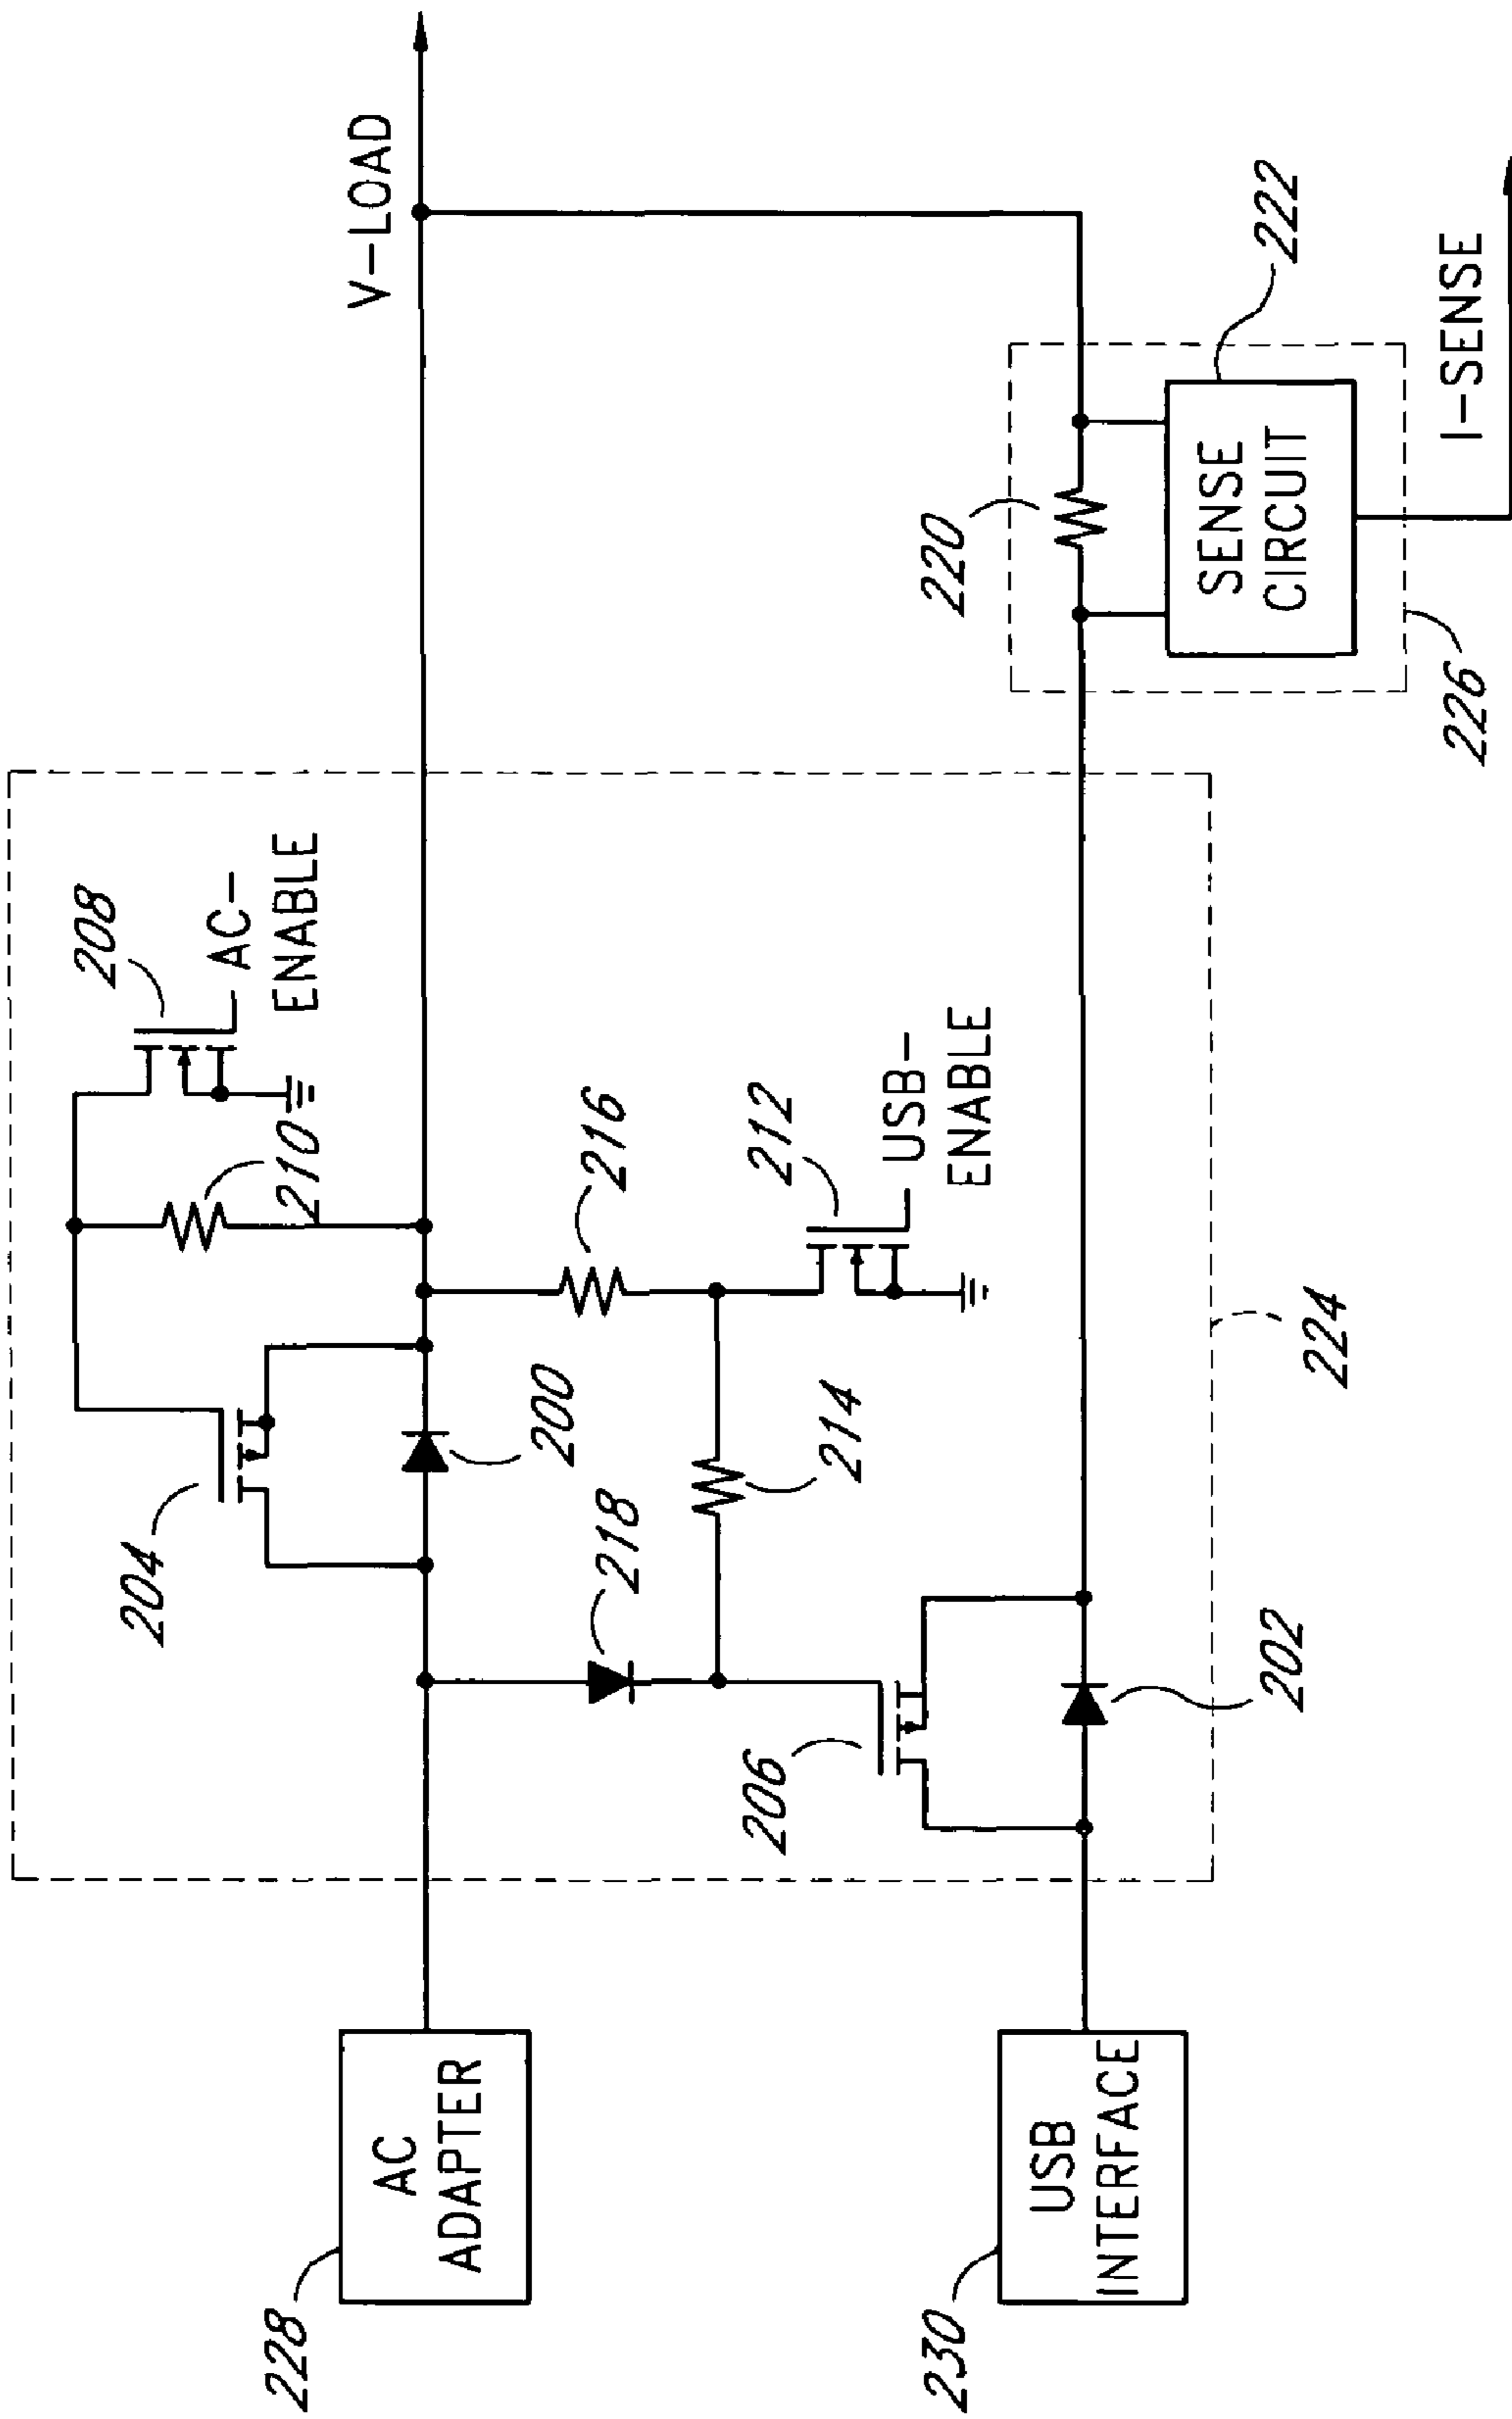 208
AC-
ENABLE
V-LOAD
204
210
200
216
218
214
212
USB-
ENABLE
228
AC
ADAPTER
206
220
202
230
USB
INTERFACE
224
SENSE
CIRCUIT
222
226
I-SENSE